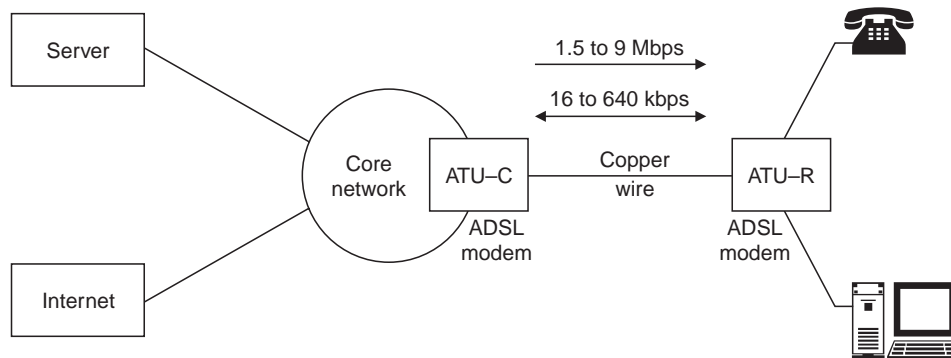 Server
1.5 to 9 Mbps
16 to 640 kbps
Core
network
ATU–C
Copper
wire
ATU–R
ADSL
modem
ADSL
modem
Internet